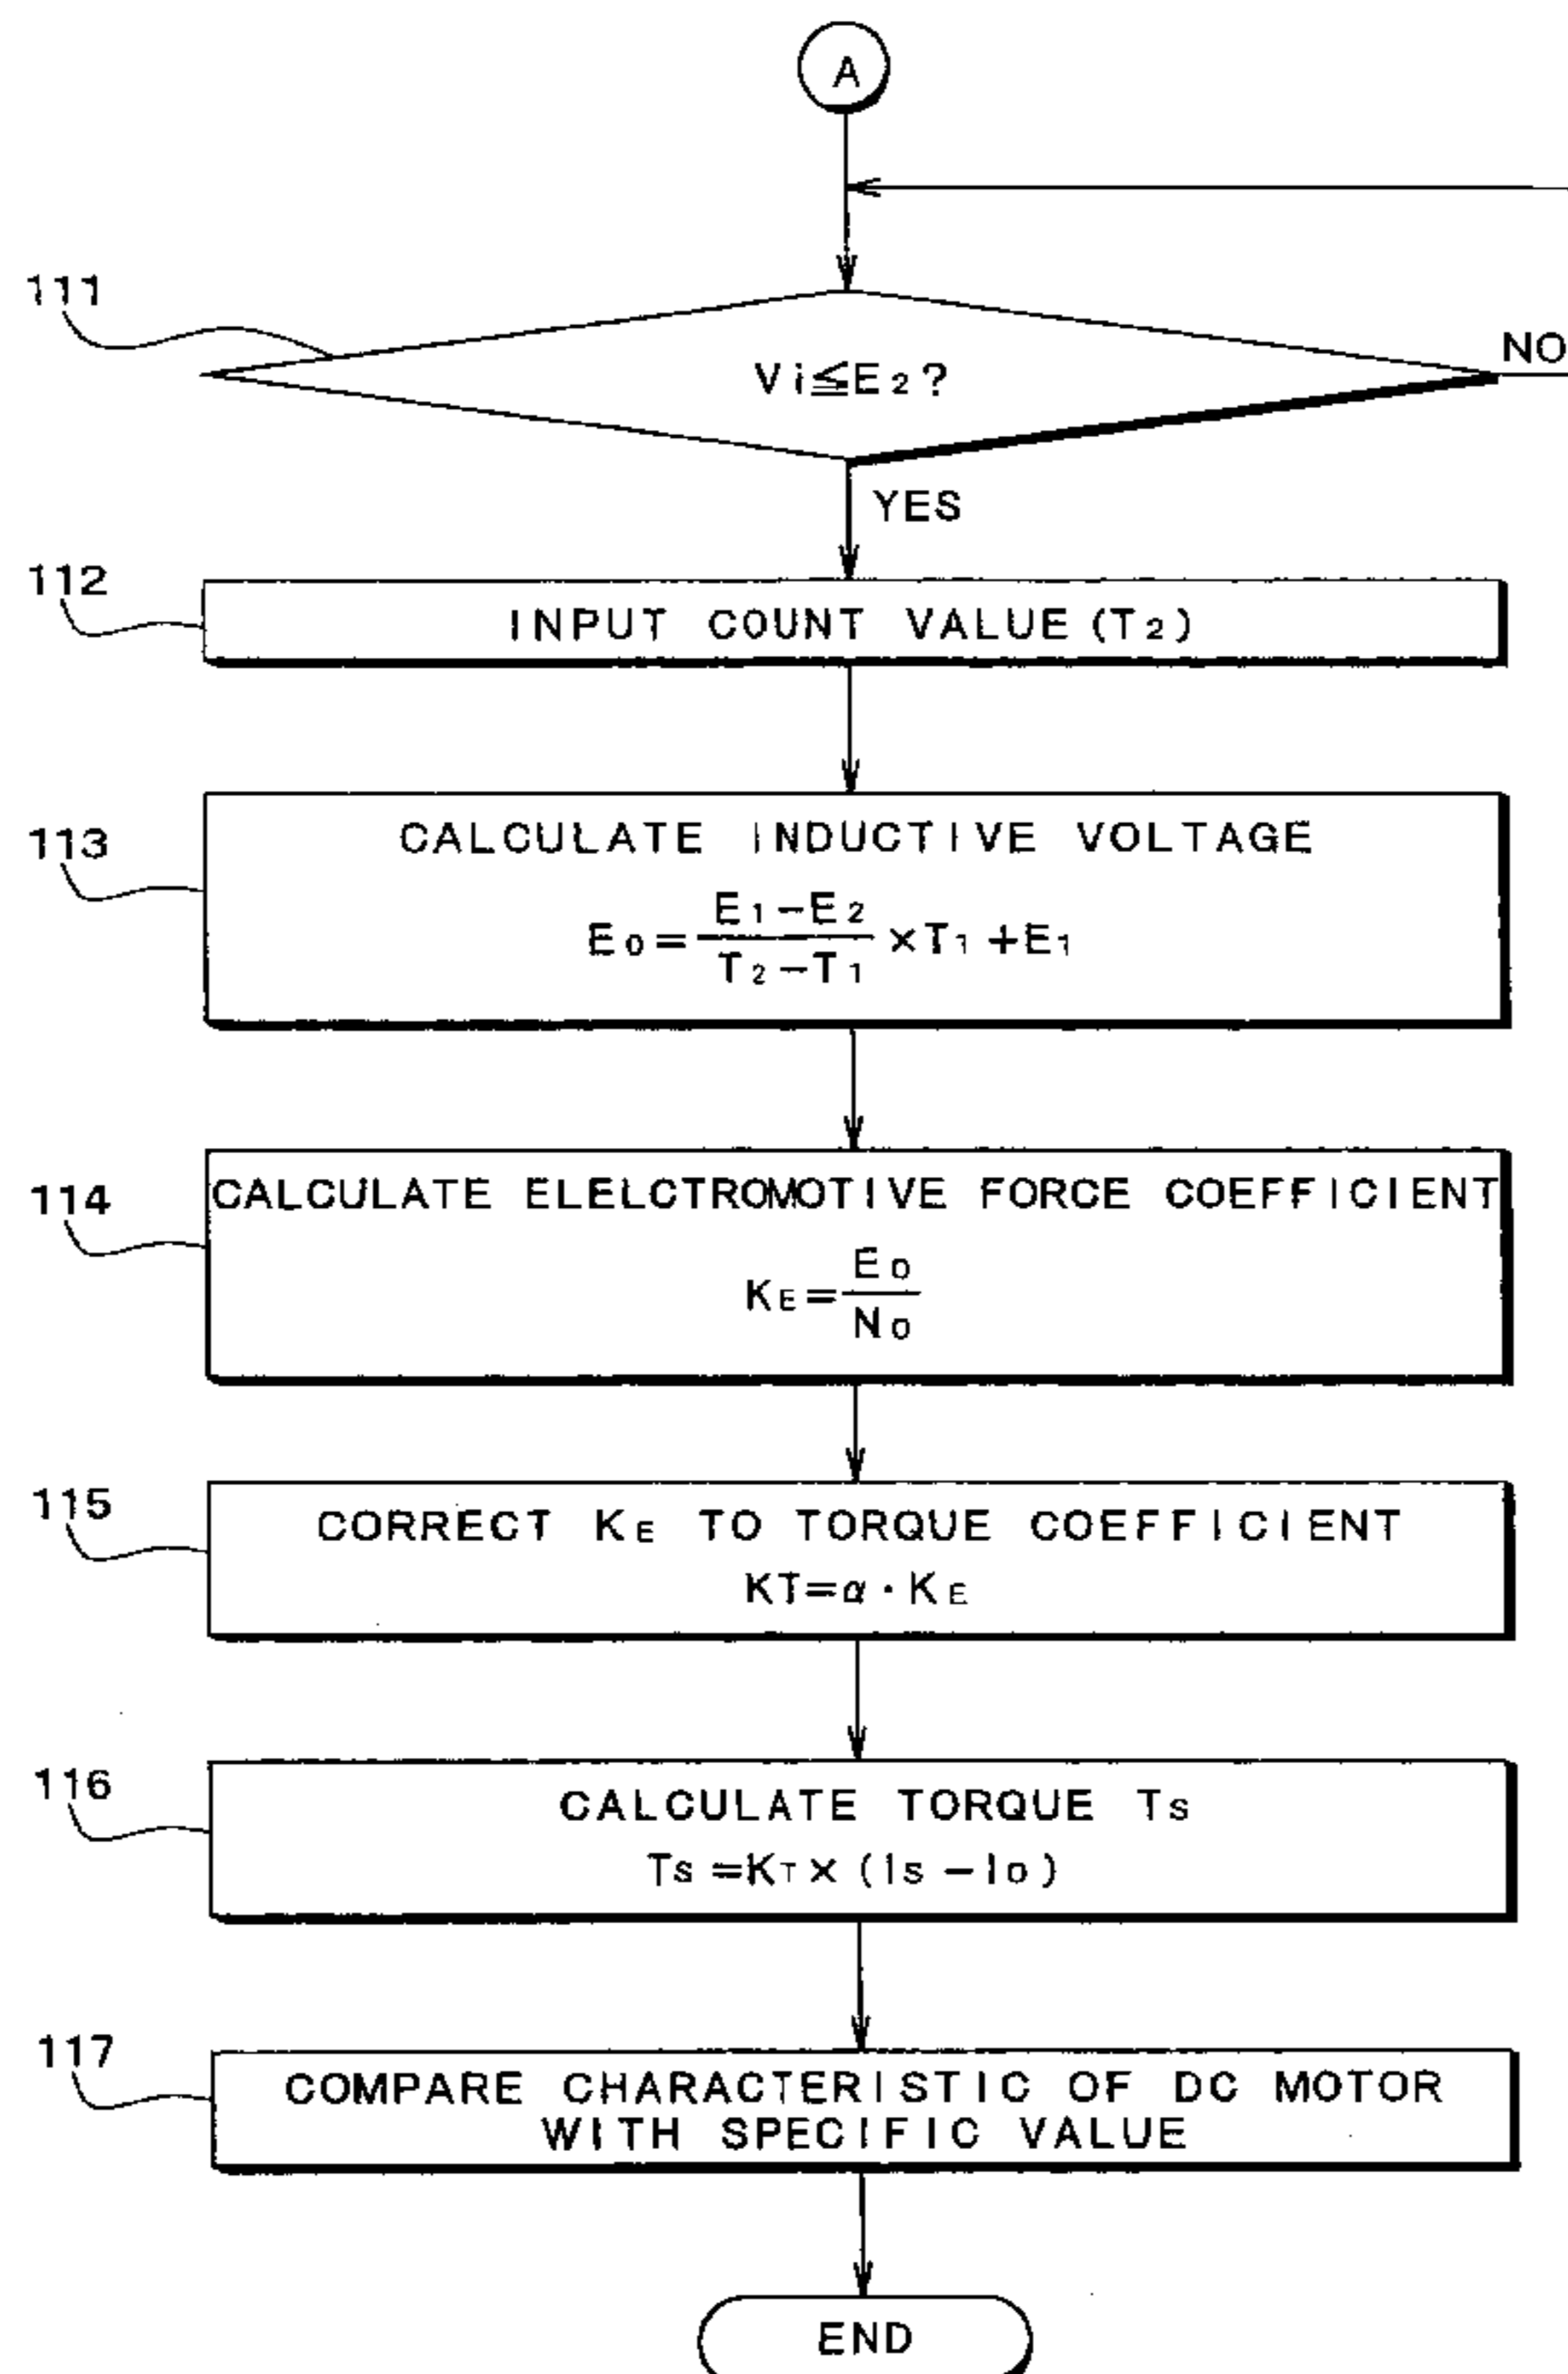 A
111
Vi≦E2?
NO
YES
112
INPUT COUNT VALUE (T2)
113
CALCULATE INDUCTIVE VOLTAGE
E0=(E1-E2)/(T2-T1)×T1+E1
114
CALCULATE ELELCTROMOTIVE FORCE COEFFICIENT
KE=E0/N0
115
CORRECT KE TO TORQUE COEFFICIENT
KT=α·KE
116
CALCULATE TORQUE Ts
Ts=KT×(Is-Io)
117
COMPARE CHARACTERISTIC OF DC MOTOR
WITH SPECIFIC VALUE
END